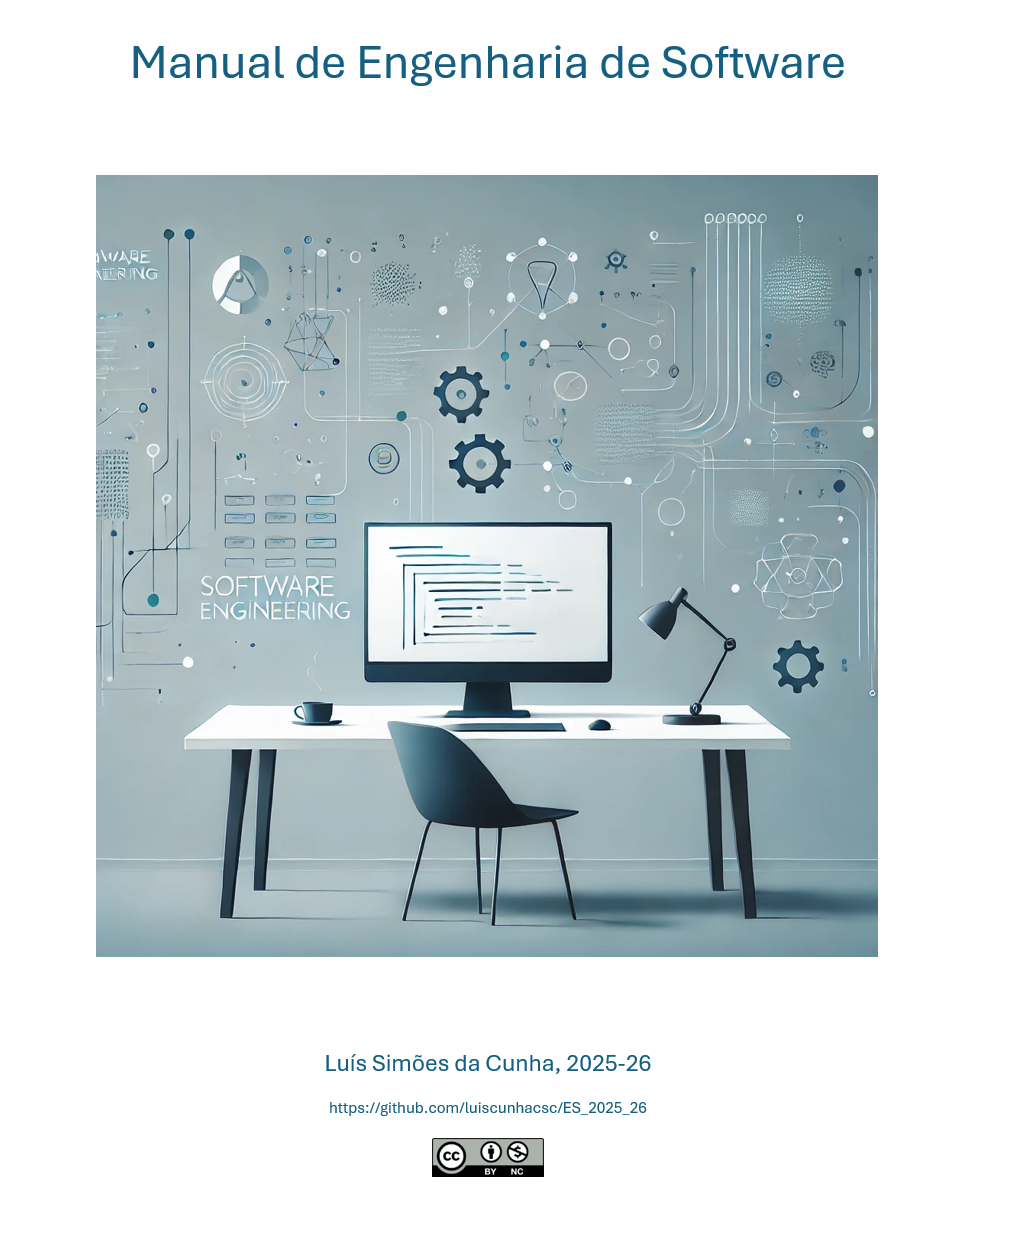 Manual de Engenharia de Software
SOFTWARE
ENGINEERING
Luís Simões da Cunha, 2025-26
https://github.com/luiscunhacsc/ES_2025_26
cc
BY NC